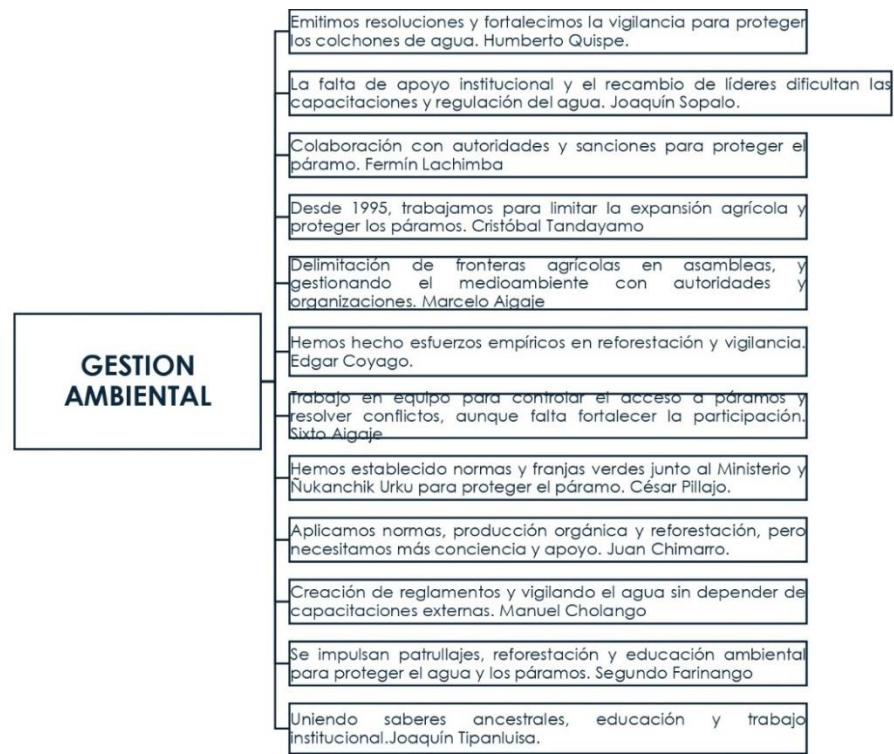 Emitimos resoluciones y fortalecimos la vigilancia para proteger
los colchones de agua. Humberto Quispe.
La falta de apoyo institucional y el recambio de líderes dificultan las
capacitaciones y regulación del agua. Joaquín Sopalo.
Colaboración con autoridades y sanciones para proteger el
páramo. Fermín Lachimba
Desde 1995, trabajamos para limitar la expansión agrícola y
proteger los páramos. Cristóbal Tandayamo
Delimitación de fronteras agrícolas en asambleas, y
gestionando el medioambiente con autoridades y
organizaciones. Marcelo Aigaje
GESTION
AMBIENTAL
Hemos hecho esfuerzos empíricos en reforestación y vigilancia.
Edgar Coyago.
Trabajo en equipo para controlar el acceso a páramos y
resolver conflictos, aunque falta fortalecer la participación.
Sixto Aigaje
Hemos establecido normas y franjas verdes junto al Ministerio y
Ñukanchik Urku para proteger el páramo. César Pillajo.
Aplicamos normas, producción orgánica y reforestación, pero
necesitamos más conciencia y apoyo. Juan Chimarro.
Creación de reglamentos y vigilando el agua sin depender de
capacitaciones externas. Manuel Cholango
Se impulsan patrullajes, reforestación y educación ambiental
para proteger el agua y los páramos. Segundo Farinango
Uniendo saberes ancestrales, educación y trabajo
institucional.Joaquín Tipanluisa.